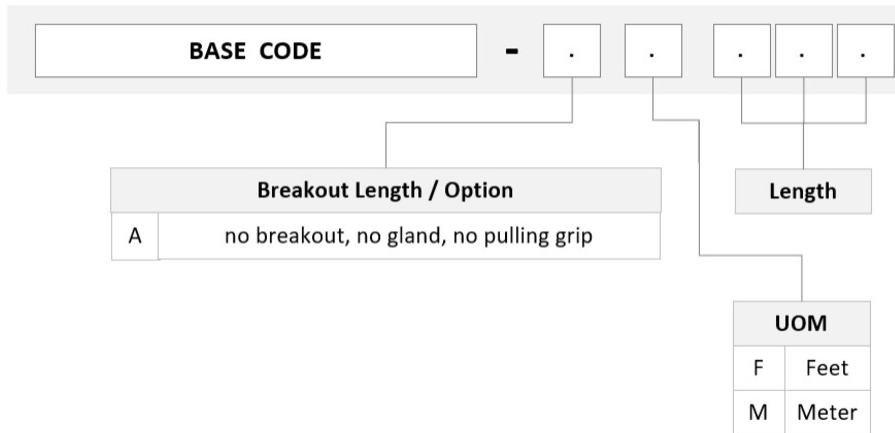 BASE CODE - . . . . .
Breakout Length / Option
A no breakout, no gland, no pulling grip
Length
UOM
F Feet
M Meter